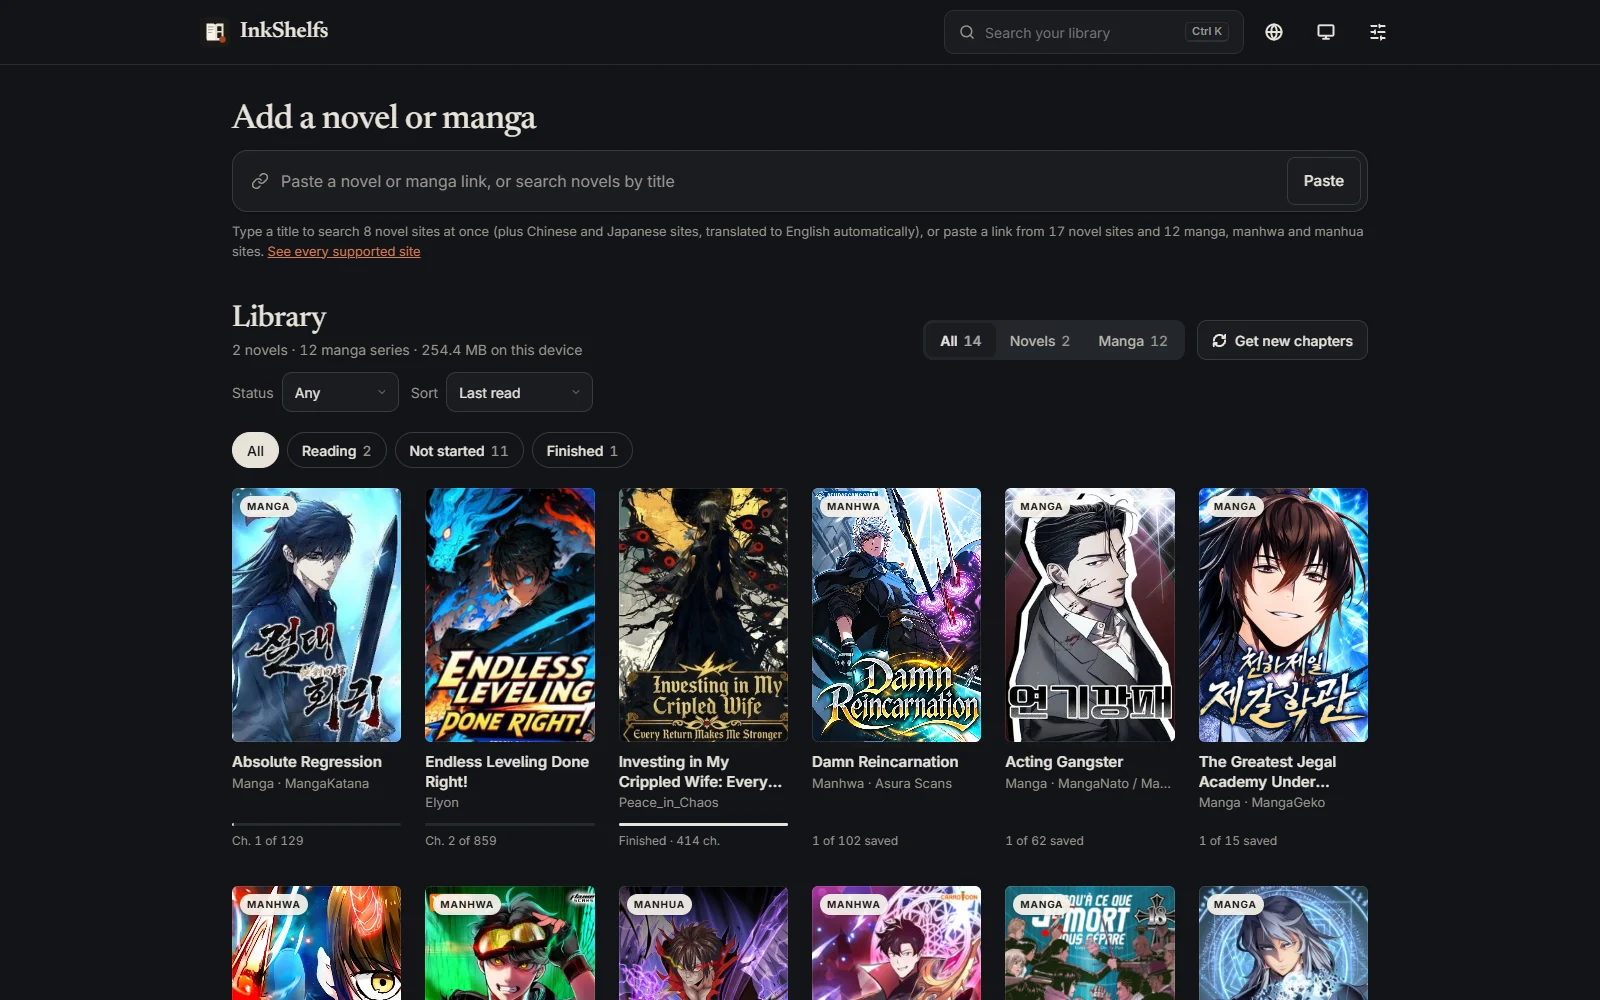 InkShelfs
Search your library
Ctrl K
Add a novel or manga
Paste a novel or manga link, or search novels by title
Paste
Type a title to search 8 novel sites at once (plus Chinese and Japanese sites, translated to English automatically), or paste a link from 17 novel sites and 12 manga, manhwa and manhua
sites. See every supported site
Library
2 novels · 12 manga series · 254.4 MB on this device
All 14
Novels 2
Manga 12
Get new chapters
Status
Any
Sort
Last read
All
Reading 2
Not started 11
Finished 1
MANGA
절대
회귀
Absolute Regression
Manga · MangaKatana
Ch. 1 of 129
ENDLESS
LEVELING
DONE RIGHT!
Endless Leveling Done
Right!
Elyon
Ch. 2 of 859
Investing in My
Cripled Wife
Every Return Makes Me Stronger
Investing in My
Crippled Wife: Every...
Peace_in_Chaos
Finished · 414 ch.
MANHWA
Damn
Reincarnation
Damn Reincarnation
Manhwa · Asura Scans
1 of 102 saved
MANGA
연기깡패
Acting Gangster
Manga · MangaNato / Ma...
1 of 62 saved
MANGA
천하제일
제갈학관
The Greatest Jegal
Academy Under...
Manga · MangaGeko
1 of 15 saved
MANHWA
MANHWA
MANHUA
MANHWA
MANGA
MORT
MANGA